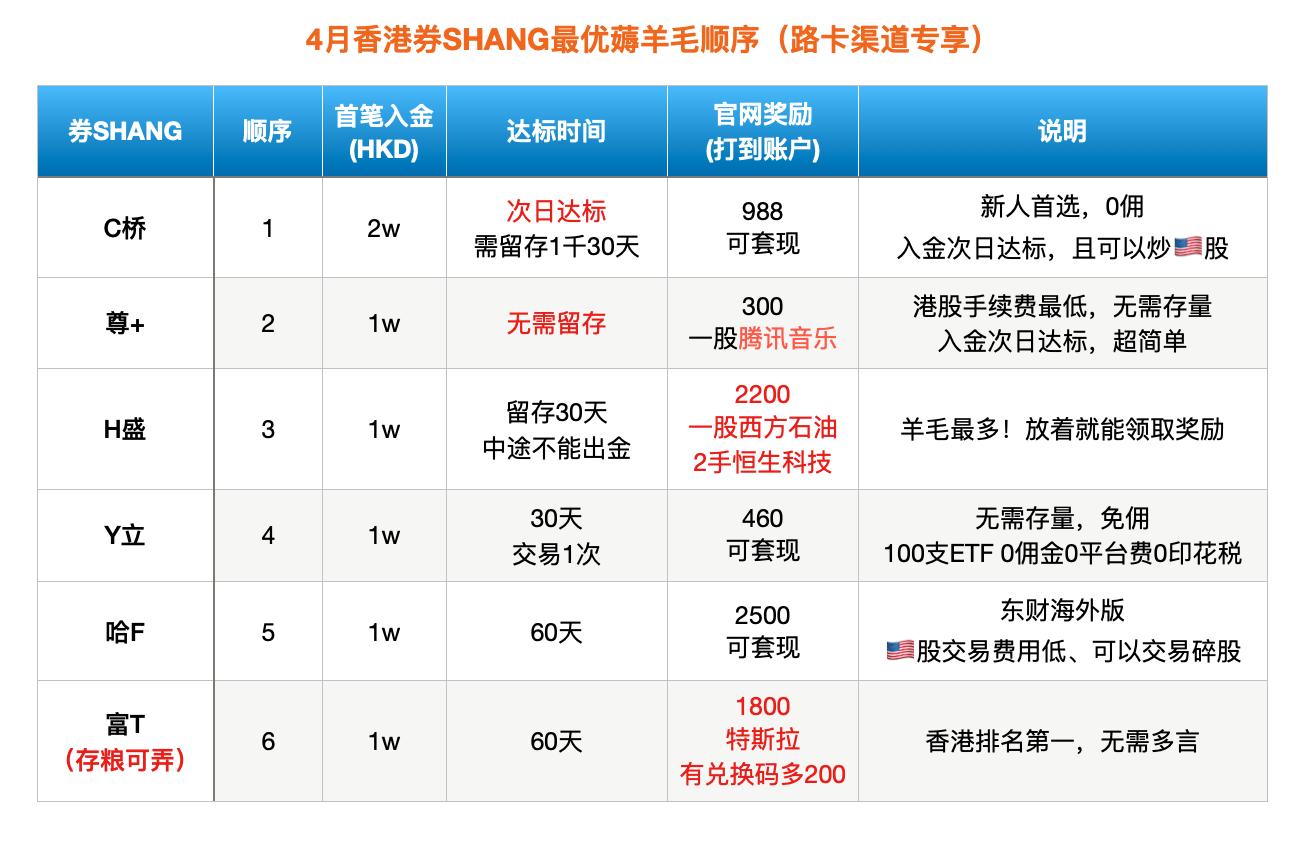 4月香港券SHANG最优薅羊毛顺序（路卡渠道专享）
券SHANG
顺序
首笔入金
(HKD)
达标时间
官网奖励
(打到账户)
说明
C桥
1
2w
次日达标
需留存1千30天
988
可套现
新人首选，0佣
入金次日达标，且可以炒🇺🇸股
尊+
2
1w
无需留存
300
一股腾讯音乐
港股手续费最低，无需存量
入金次日达标，超简单
H盛
3
1w
留存30天
中途不能出金
2200
一股西方石油
2手恒生科技
羊毛最多！放着就能领取奖励
Y立
4
1w
30天
交易1次
460
可套现
无需存量，免佣
100支ETF 0佣金0平台费0印花税
哈F
5
1w
60天
2500
可套现
东财海外版
🇺🇸股交易费用低、可以交易碎股
富T
（存粮可弄）
6
1w
60天
1800
特斯拉
有兑换码多200
香港排名第一，无需多言